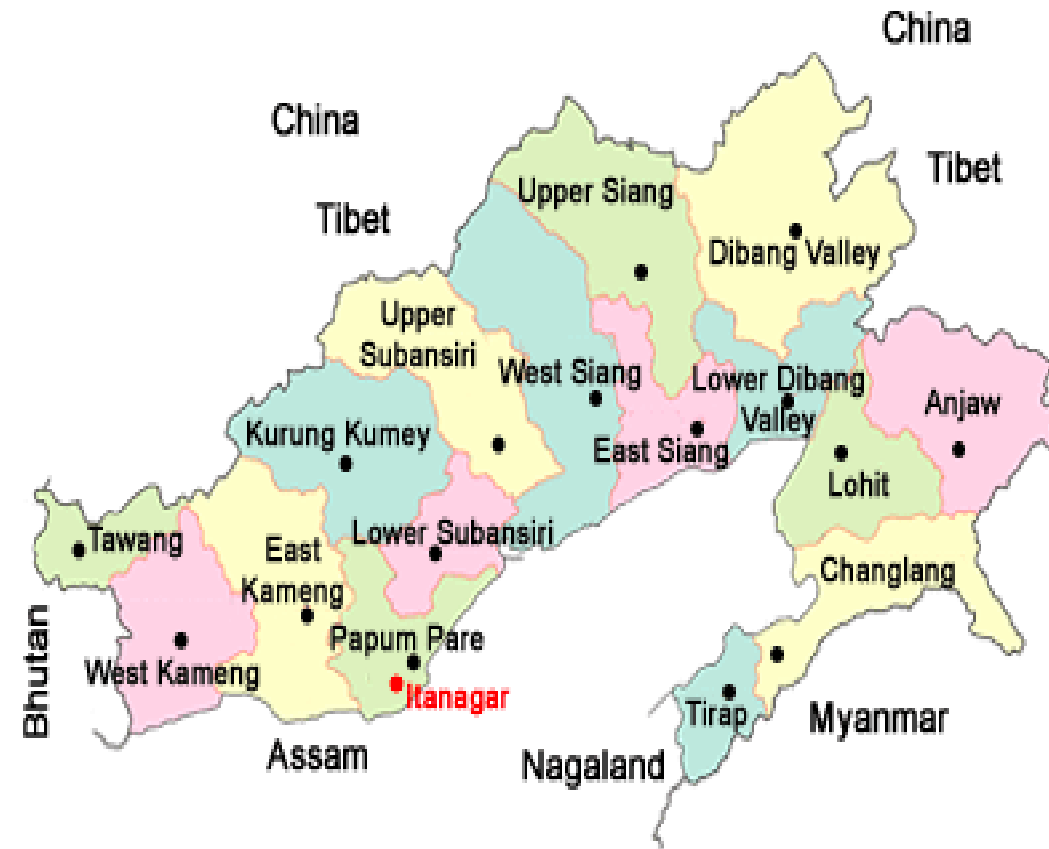 China
China
Tibet
Tibet
Upper Siang
Dibang Valley
Upper
Subansiri
West Siang
Lower Dibang
Valley
Anjaw
Kurung Kumey
East Siang
Lohit
Tawang
Lower Subansiri
East
Kameng
Changlang
Bhutan
West Kameng
Papum Pare
Itanagar
Tirap
Myanmar
Assam
Nagaland